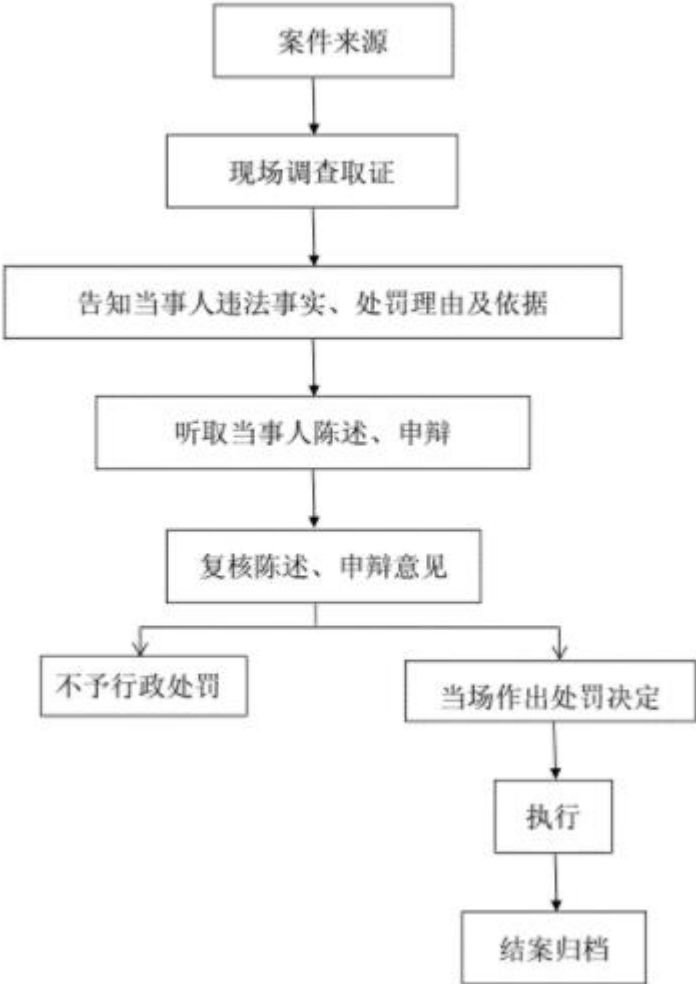 案件来源
现场调查取证
告知当事人违法事实、处罚理由及依据
听取当事人陈述、申辩
复核陈述、申辩意见
不予行政处罚
当场作出处罚决定
执行
结案归档